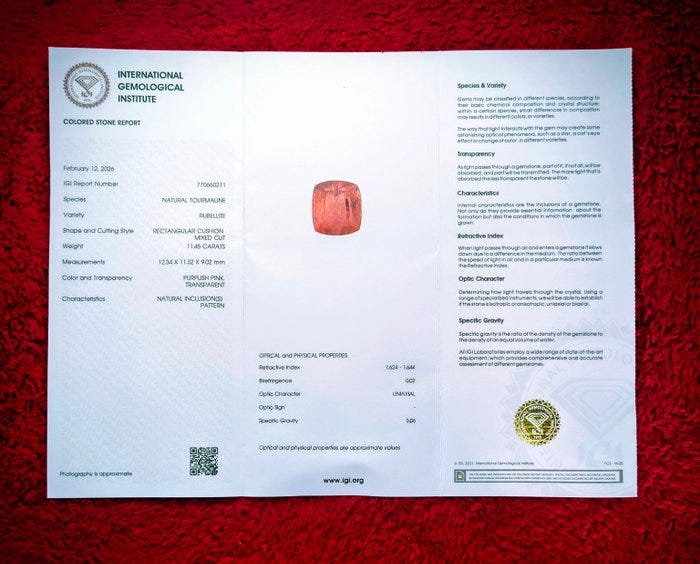 INTERNATIONAL
GEMOLOGICAL
INSTITUTE
COLORED STONE REPORT
February 12, 2026
IGI Report Number 770660211
Species NATURAL TOURMALINE
Variety RUBELLITE
Shape and Cutting Style RECTANGULAR CUSHION
MIXED CUT
Weight 11.45 CARATS
Measurements 12.34 X 11.32 X 9.02 mm
Color and Transparency PURPLISH PINK,
TRANSPARENT
Characteristics NATURAL INCLUSION(S)
PATTERN
Photography is approximate
OPTICAL and PHYSICAL PROPERTIES
Refractive Index 1.624 - 1.644
Birefringence 0.02
Optic Character UNIAXIAL
Optic Sign -
Specific Gravity 3.06
Optical and physical properties are approximate values
www.igi.org
Species & Variety
Gems may be classified in different species, according to
their basic chemical composition and crystal structure;
within a certain species, small differences in composition
may results in different colors, or varieties.
The way that light interacts with the gem may create some
astonishing optical phenomena, such as a star, a cat's eye
effect or change of color, in different varieties.
Transparency
As light passes through a gemstone, part of it, if not all, will be
absorbed, and part will be transmitted. The more light that is
absorbed the less transparent the stone will be.
Characteristics
Internal characteristics are the inclusions of a gemstone.
Not only do they provide essential information about the
formation but also the conditions in which the gemstone is
grown.
Refractive Index
When light passes through air and enters a gemstone it slows
down due to a difference in the medium. The ratio between
the speed of light in air and in a particular medium is known
the Refractive Index.
Optic Character
Determining how light travels through the crystal. Using a
range of specialized instruments, we will be able to establish
if the stone is isotropic or anisotropic, uniaxial or biaxial.
Specific Gravity
Specific gravity is the ratio of the density of the gemstone to
the density of an equal volume of water.
All IGI Laboratories employ a wide range of state-of-the-art
equipment, which provides comprehensive and accurate
assessment of different gemstones.
IGI
© IGI, 2021, International Gemological Institute